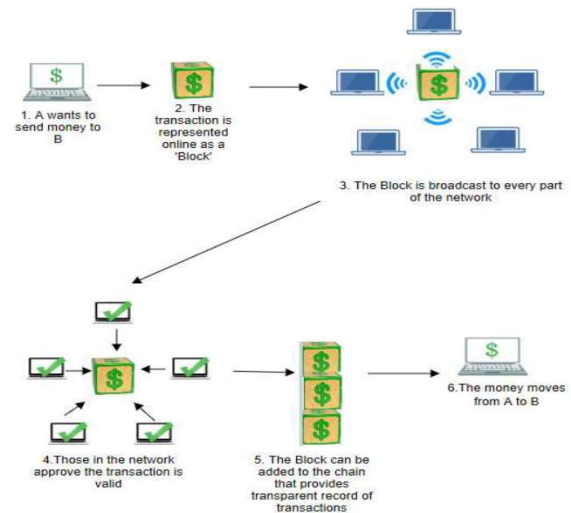 $
1. A wants to
send money to
B
$
2. The
transaction is
represented
online as a
'Block'
$
3. The Block is broadcast to every part
of the network
$
4.Those in the network
approve the transaction is
valid
$
$
$
5. The Block can be
added to the chain
that provides
transparent record of
transactions
$
6.The money moves
from A to B